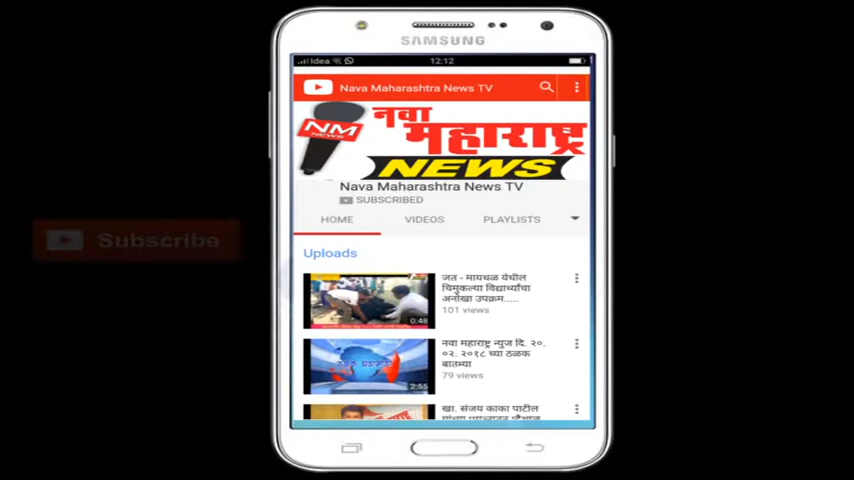 SAMSUNG
Idea
12:12
Nava Maharashtra News TV
NM
NEWS
नवा
महाराष्ट्र
NEWS
Nava Maharashtra News TV
SUBSCRIBED
HOME VIDEOS PLAYLISTS
Subscribe
Uploads
जत - मायथळ येथील
चिमुकल्या विद्यार्थ्यांचा
अनोखा उपक्रम.....
101 views
0:48
नवा महाराष्ट्र न्युज दि. २०.
०२. २०१८ च्या ठळक
बातम्या
79 views
2:55
खा. संजय काका पाटील